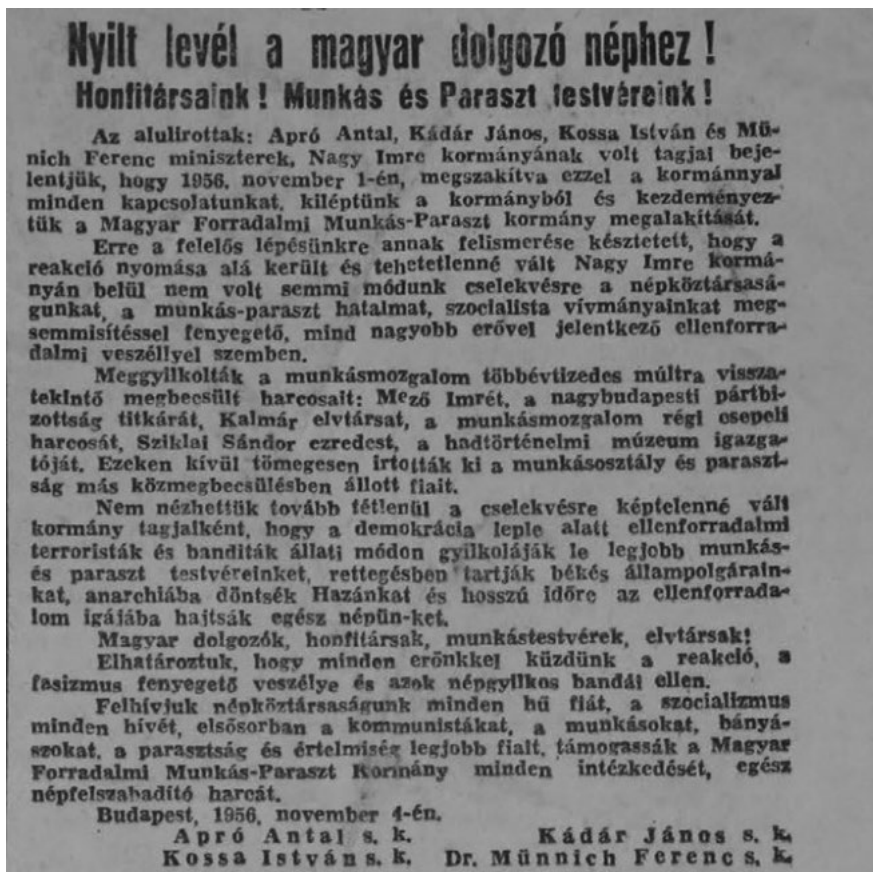 Nyilt levél a magyar dolgozó néphez !
Honfitársaink ! Munkás és Paraszt testvéreink !
Az alulirottak: Apró Antal, Kádár János, Kossa István és Mü-
nich Ferenc miniszterek, Nagy Imre kormányának volt tagjai beje-
lentjük, hogy 1956. november 1-én, megszakítva ezzel a kormánnyal
minden kapcsolatunkat, kiléptünk a kormányból és kezdeményez-
tük a Magyar Forradalmi Munkás-Paraszt kormány megalakítását.
Erre a felelős lépésünkre annak felismerése késztetett, hogy a
reakció nyomása alá került és tehetetlenné vált Nagy Imre kormá-
nyán belül nem volt semmi módunk cselekvésre a népköztársasá-
gunkat, a munkás-paraszt hatalmat, szocialista vívmányainkat meg-
semmisítéssel fenyegető, mind nagyobb erővel jelentkező ellenforra-
dalmi veszéllyel szemben.
Meggyilkolták a munkásmozgalom többévtizedes múltra vissza-
tekintő megbecsült harcosait: Mező Imrét, a nagybudapesti pártbi-
zottság titkárát, Kalmár elvtársat, a munkásmozgalom régi csepeli
harcosát, Sziklai Sándor ezredest, a hadtörténelmi múzeum igazga-
tóját. Ezeken kívül tömegesen irtották ki a munkásosztály és paraszt-
ság más közmegbecsülésben állott fiait.
Nem nézhettük tovább tétlenül a cselekvésre képtelenné vált
kormány tagjaiként, hogy a demokrácia leple alatt ellenforradalmi
terroristák és banditák állati módon gyilkolják le legjobb munkás-
és paraszt testvéreinket, rettegésben tartják békés állampolgárain-
kat, anarchiába döntsék Hazánkat és hosszú időre az ellenforrada-
lom igájába hajtsák egész népün-ket.
Magyar dolgozók, honfitársak, munkástestvérek, elvtársak!
Elhatároztuk, hogy minden erőnkkel küzdünk a reakció, a
fasizmus fenyegető veszélye és azok népgyilkos bandái ellen.
Felhívjuk népköztársaságunk minden hű fiát, a szocializmus
minden hívét, elsősorban a kommunistákat, a munkásokat, bányá-
szokat, a parasztság és értelmiség legjobb fiait, támogassák a Magyar
Forradalmi Munkás-Paraszt Kormány minden intézkedését, egész
népfelszabadító harcát.
Budapest, 1956, november 4-én.
Apró Antal s. k. Kádár János s. k.
Kossa István s. k. Dr. Münnich Ferenc s. k.